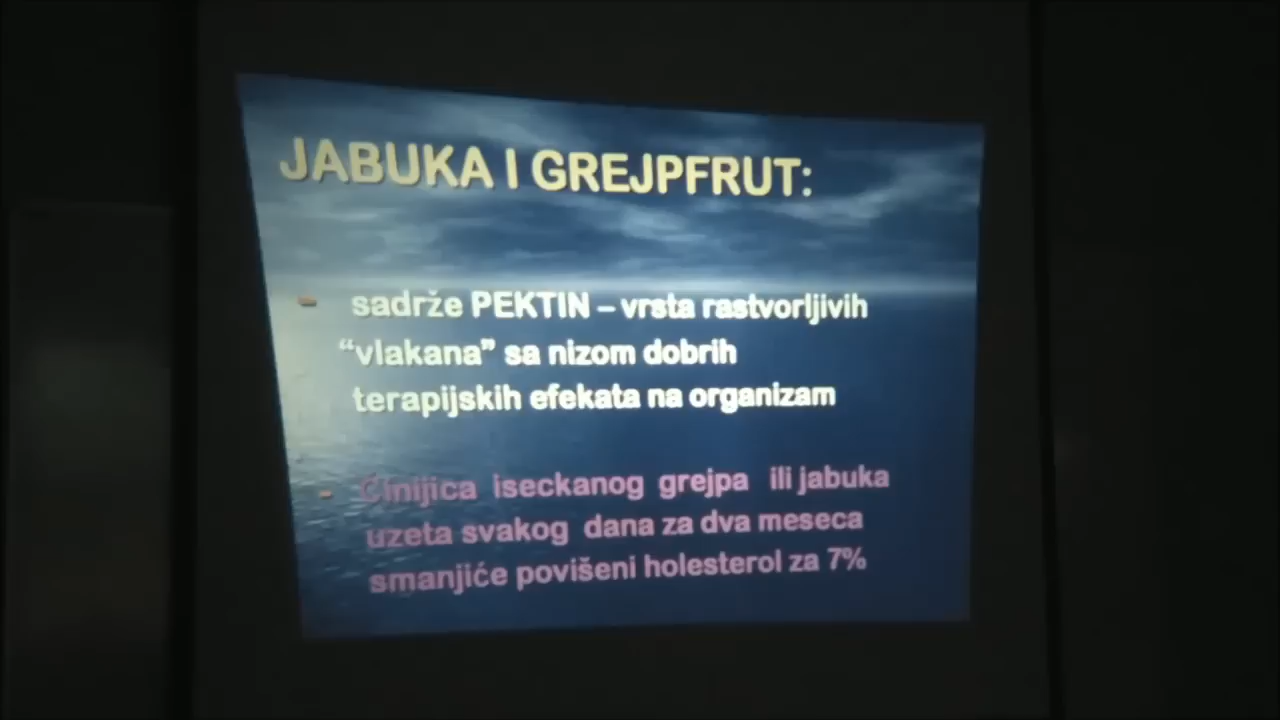 JABUKA I GREJPFRUT:
- sadrže PEKTIN – vrsta rastvorljivih
“vlakana” sa nizom dobrih
terapijskih efekata na organizam
- Činijica iseckanog grejpa ili jabuka
uzeta svakog dana za dva meseca
smanjiće povišeni holesterol za 7%